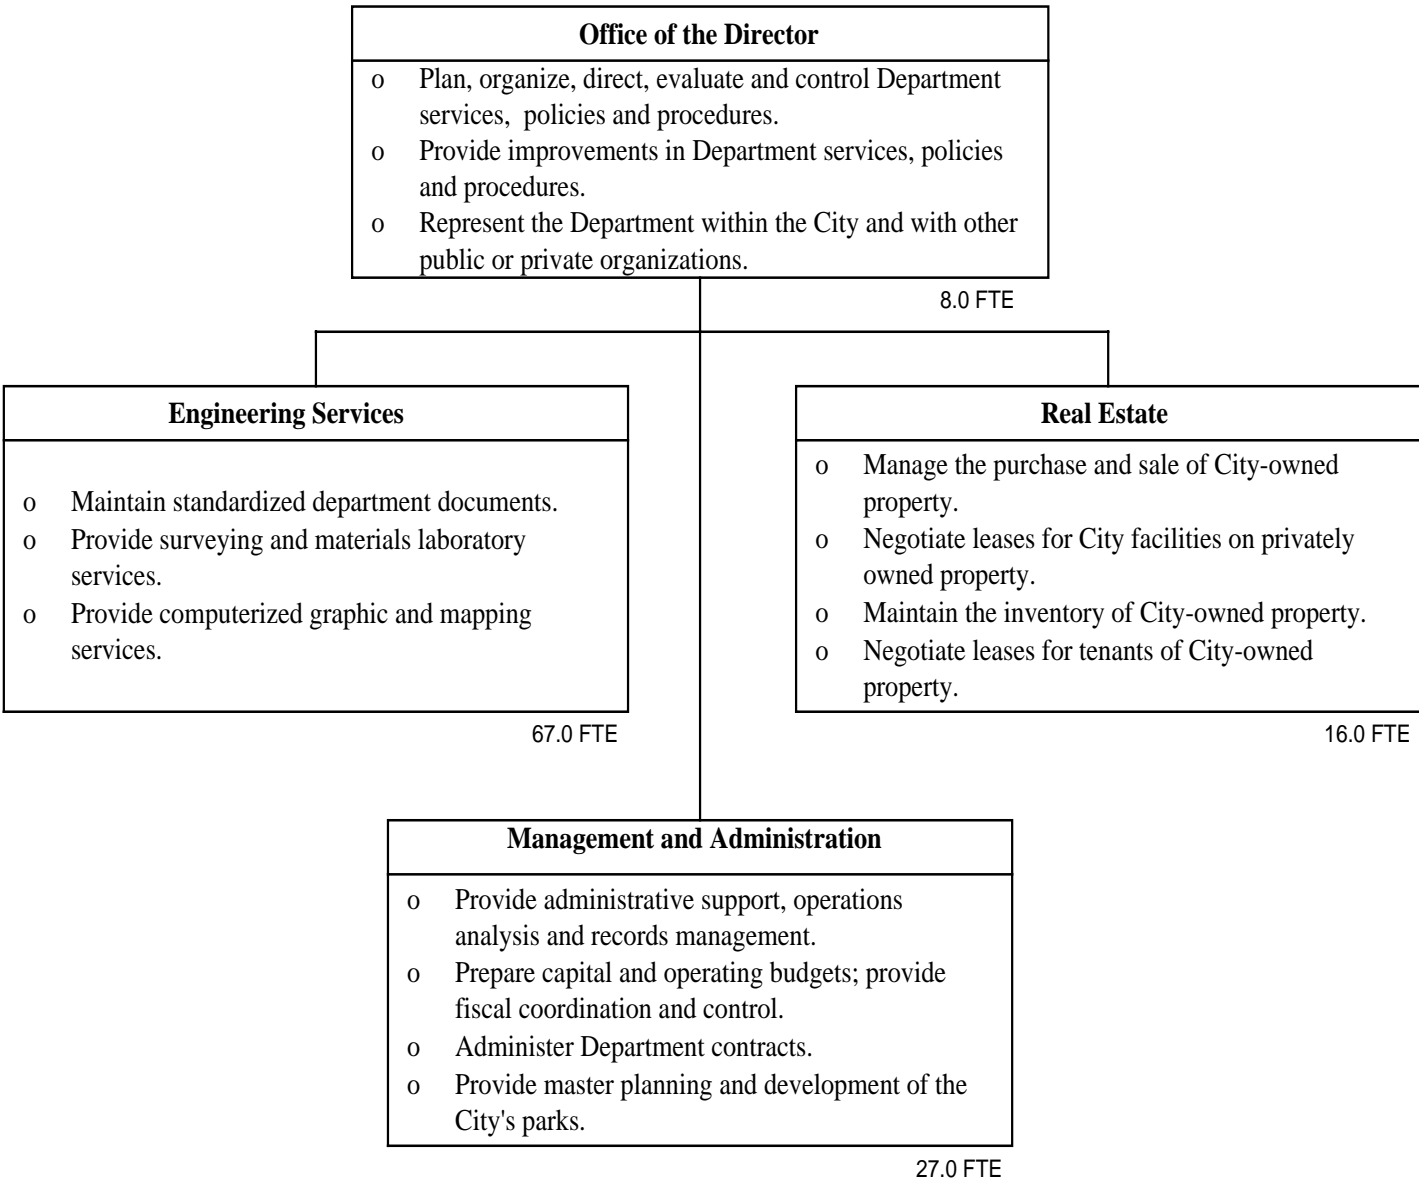 Office of the Director
o Plan, organize, direct, evaluate and control Department
services,  policies and procedures.
o Provide improvements in Department services, policies
and procedures.
o Represent the Department within the City and with other
public or private organizations.
8.0 FTE
Engineering Services
o Maintain standardized department documents.
o Provide surveying and materials laboratory
services.
o Provide computerized graphic and mapping
services.
67.0 FTE
Real Estate
o Manage the purchase and sale of City-owned
property.
o Negotiate leases for City facilities on privately
owned property.
o Maintain the inventory of City-owned property.
o Negotiate leases for tenants of City-owned
property.
16.0 FTE
Management and Administration
o Provide administrative support, operations
analysis and records management.
o Prepare capital and operating budgets; provide
fiscal coordination and control.
o Administer Department contracts.
o Provide master planning and development of the
City's parks.
27.0 FTE